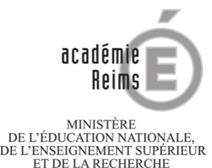 académie
Reims
É
MINISTÈRE
DE L'ÉDUCATION NATIONALE,
DE L'ENSEIGNEMENT SUPÉRIEUR
ET DE LA RECHERCHE